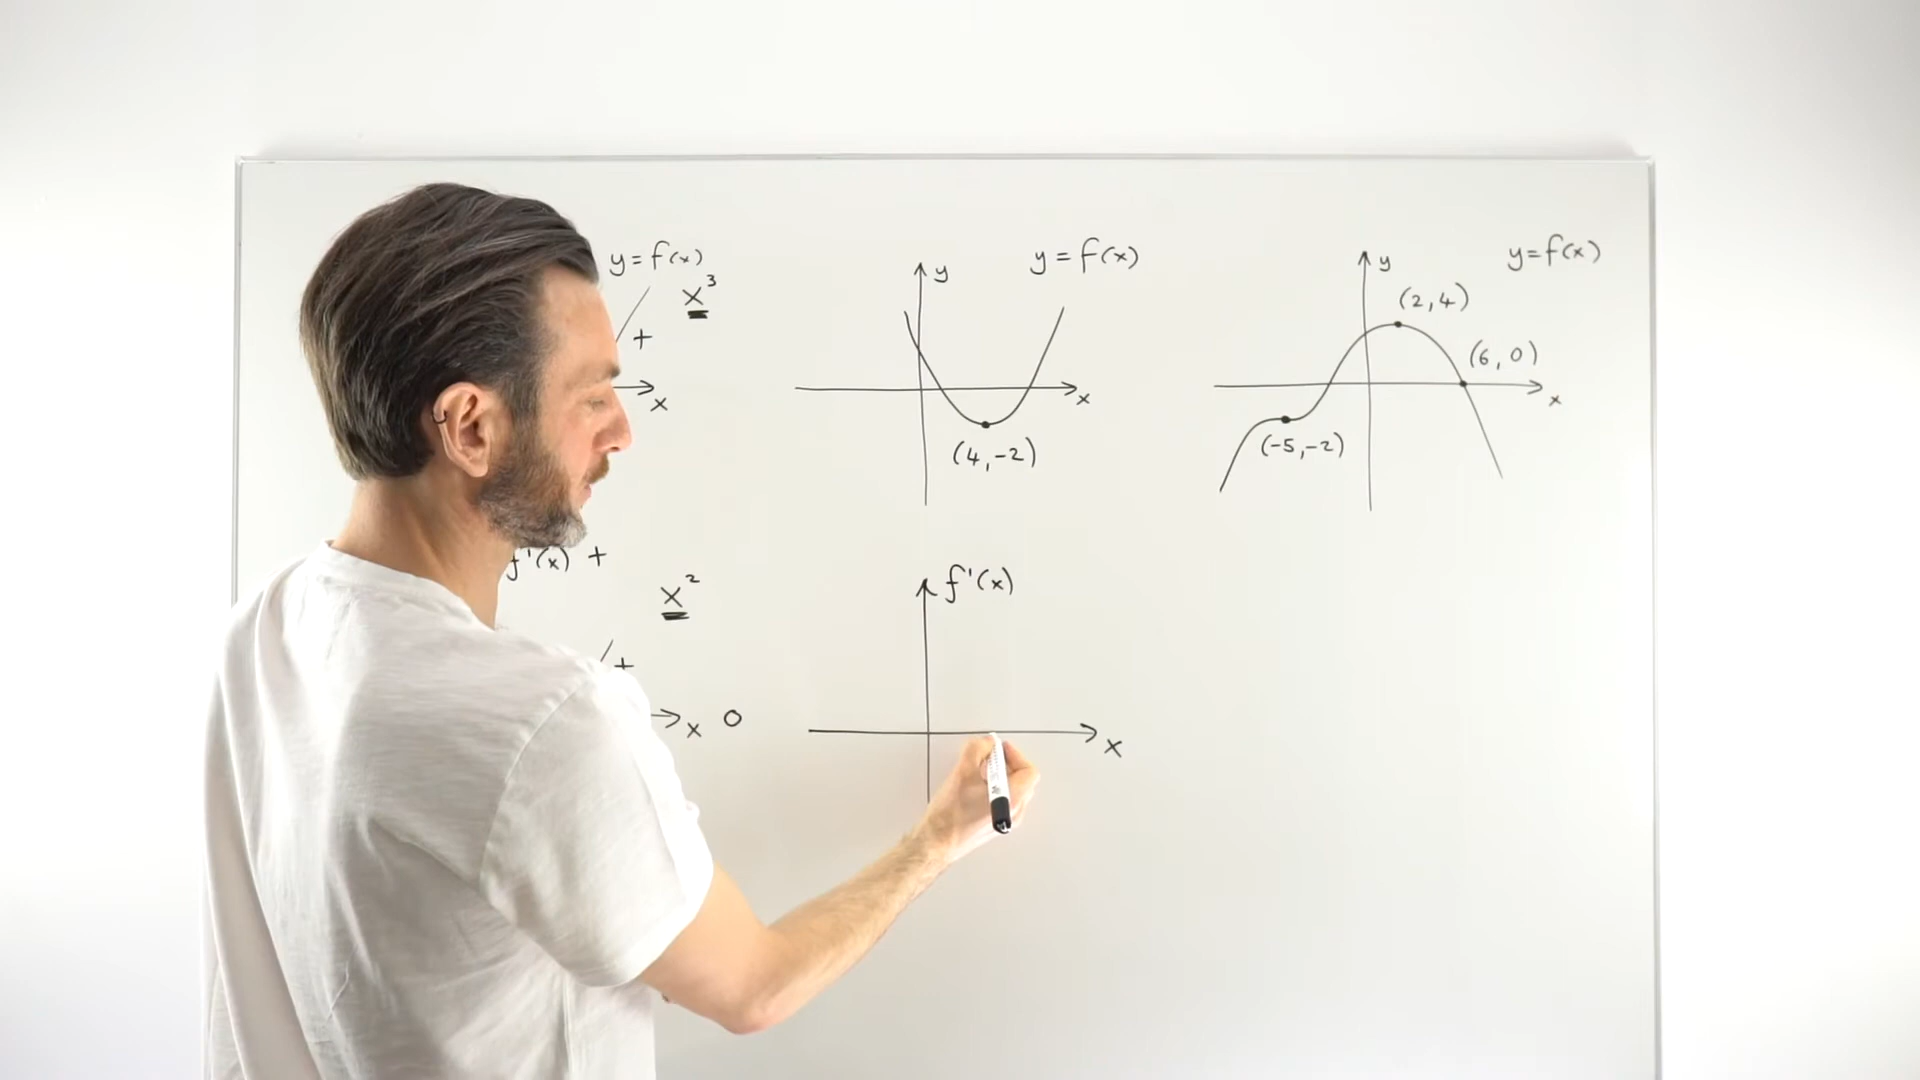 y = f(x)
x³
+
x
f'(x) +
x²
+
x 0
y
y = f(x)
x
(4, -2)
f'(x)
x
y
y = f(x)
(2, 4)
(6, 0)
x
(-5, -2)